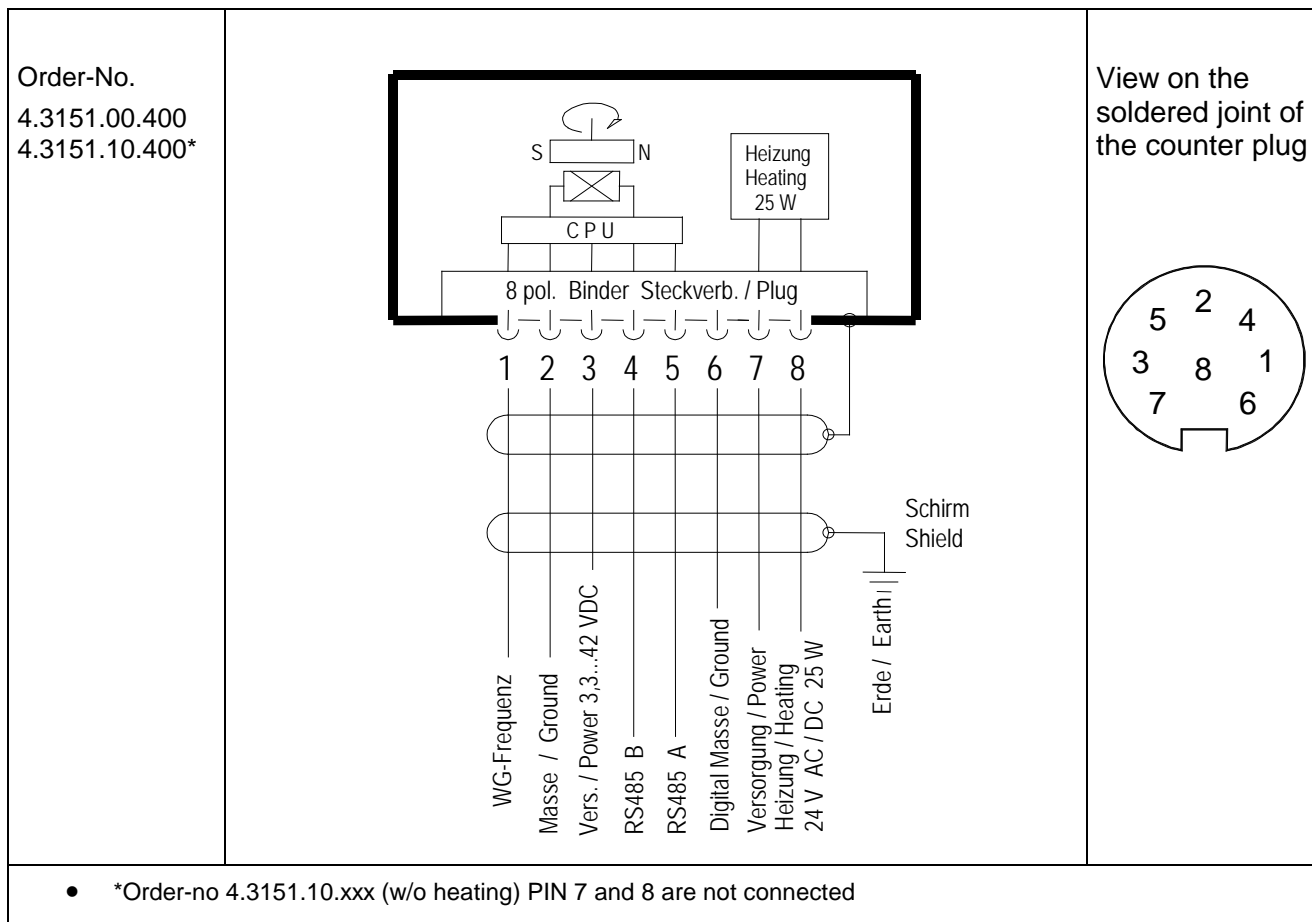 Order-No.
4.3151.00.400
4.3151.10.400*
S
N
Heizung
Heating
25 W
C P U
8 pol. Binder Steckverb. / Plug
1 2 3 4 5 6 7 8
Schirm
Shield
WG-Frequenz
Masse / Ground
Vers. / Power 3,3...42 VDC
RS485 B
RS485 A
Digital Masse / Ground
Versorgung / Power
Heizung / Heating
24 V AC / DC 25 W
Erde / Earth
View on the
soldered joint of
the counter plug
2
5 4
3 8 1
7 6
• *Order-no 4.3151.10.xxx (w/o heating) PIN 7 and 8 are not connected